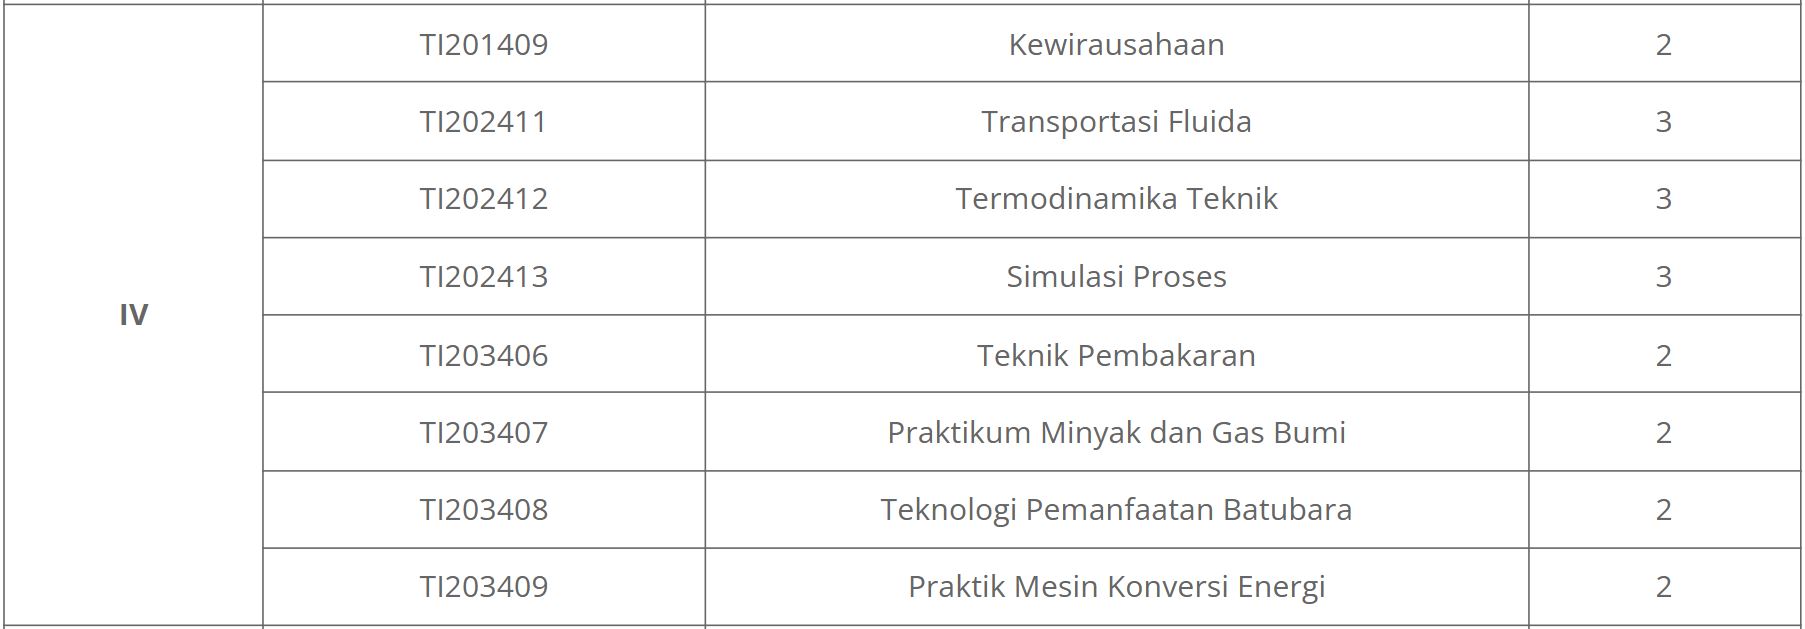 TI201409 Kewirausahaan 2
TI202411 Transportasi Fluida 3
TI202412 Termodinamika Teknik 3
TI202413 Simulasi Proses 3
IV
TI203406 Teknik Pembakaran 2
TI203407 Praktikum Minyak dan Gas Bumi 2
TI203408 Teknologi Pemanfaatan Batubara 2
TI203409 Praktik Mesin Konversi Energi 2